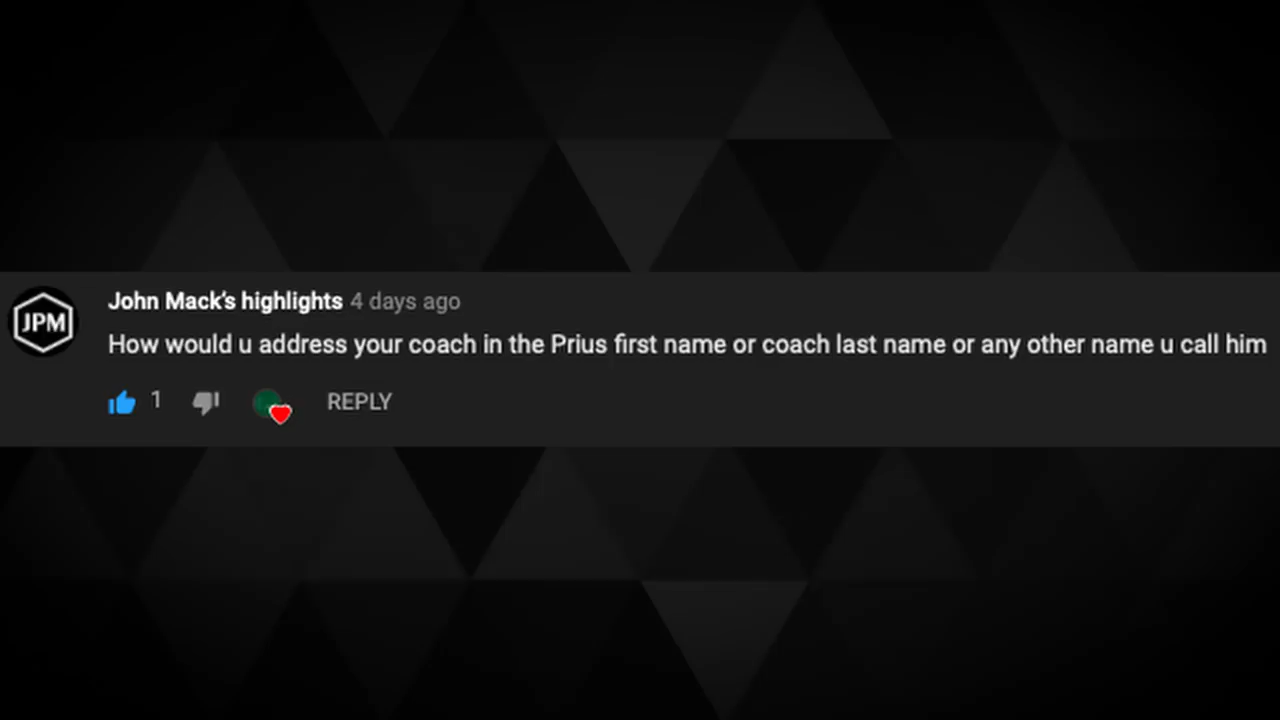 John Mack's highlights 4 days ago
JPM
How would u address your coach in the Prius first name or coach last name or any other name u call him
1 REPLY